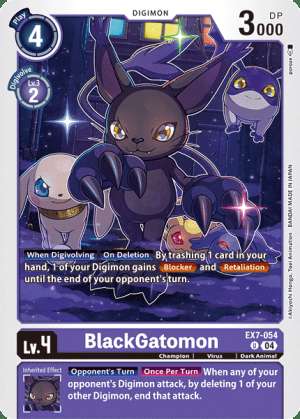 DIGIMON
Play
4
3000
DP
Digivolve
Lv.3
2
©Akiyoshi Hongo, Toei Animation BANDAI MADE IN JAPAN
When Digivolving On Deletion By trashing 1 card in your
hand, 1 of your Digimon gains Blocker and Retaliation
until the end of your opponent's turn.
EX7-054
Lv.4
BlackGatomon
U 04
Champion | Virus | Dark Animal
Inherited Effect
Opponent's Turn Once Per Turn When any of your
opponent's Digimon attack, by deleting 1 of your
other Digimon, end that attack.